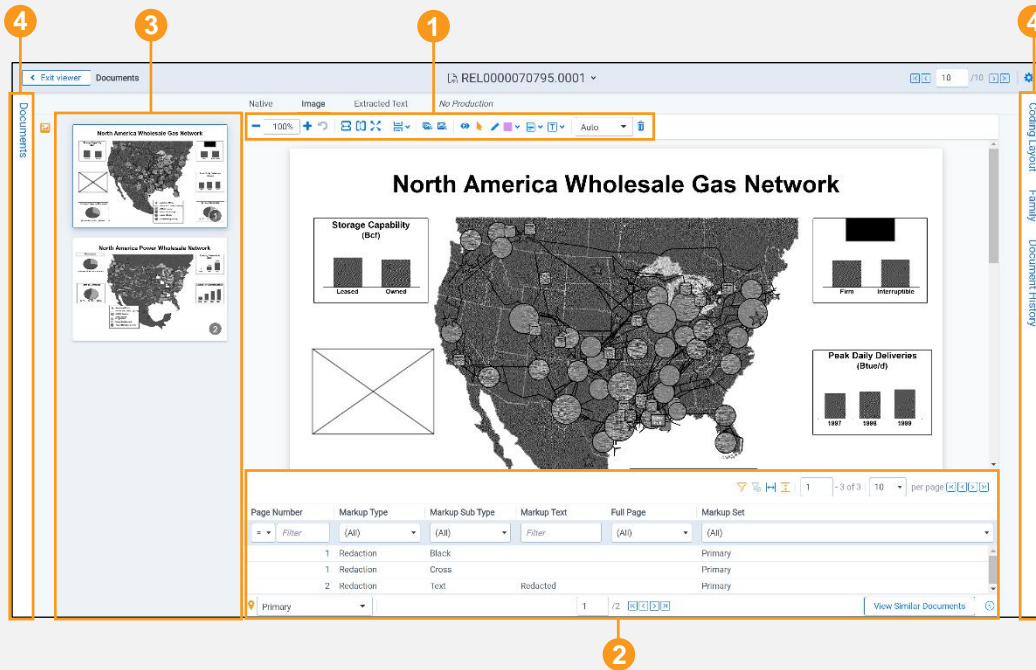 4
3
1
4
Exit viewer
Documents
REL0000070795.0001
10 /10
Documents
Native
Image
Extracted Text
No Production
100%
Auto
North America Wholesale Gas Network
1
North America Power Wholesale Network
2
North America Wholesale Gas Network
Storage Capability
(Bcf)
Leased
Owned
Firm
Interruptible
Peak Daily Deliveries
(Btue/d)
1997
1998
1999
Coding Layout
Family
Document History
1 - 3 of 3 10 per page
Page Number
Markup Type
Markup Sub Type
Markup Text
Full Page
Markup Set
= Filter
(All)
(All)
Filter
(All)
(All)
1 Redaction Black Primary
1 Redaction Cross Primary
2 Redaction Text Redacted Primary
Primary
1 /2
View Similar Documents
2